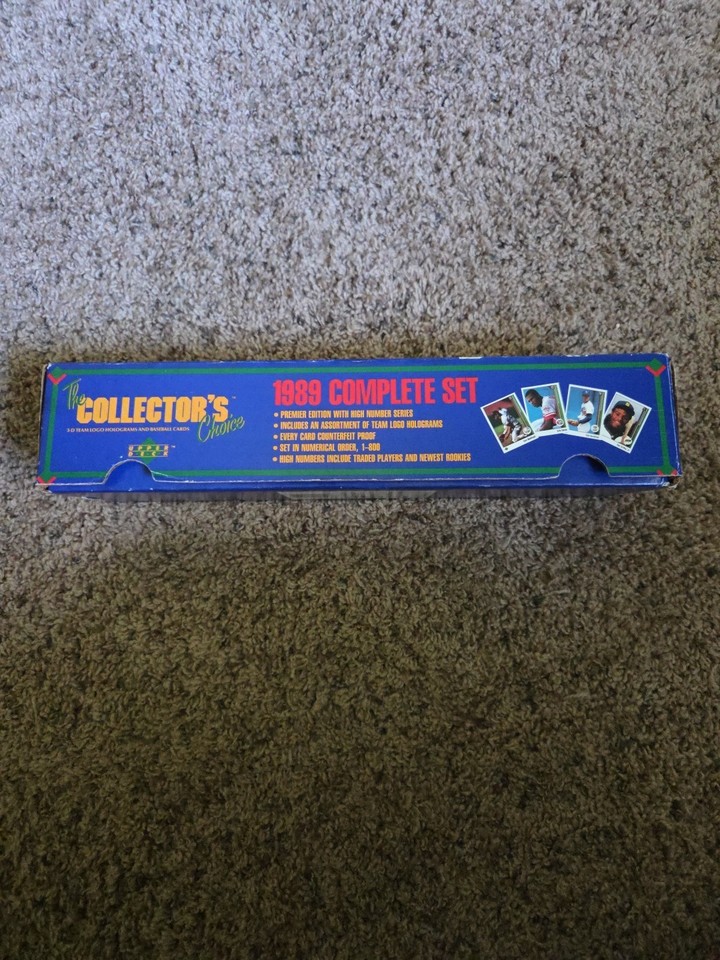 The
COLLECTOR'S
Choice
3-D TEAM LOGO HOLOGRAMS AND BASEBALL CARDS
UPPER
DECK
1989 COMPLETE SET
• PREMIER EDITION WITH HIGH NUMBER SERIES
• INCLUDES AN ASSORTMENT OF TEAM LOGO HOLOGRAMS
• EVERY CARD COUNTERFEIT PROOF
• SET IN NUMERICAL ORDER, 1-800
• HIGH NUMBERS INCLUDE TRADED PLAYERS AND NEWEST ROOKIES